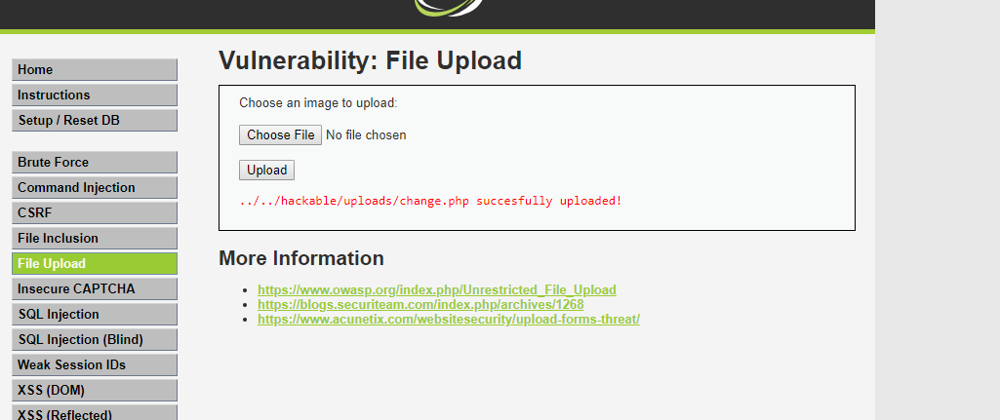 Home
Instructions
Setup / Reset DB
Brute Force
Command Injection
CSRF
File Inclusion
File Upload
Insecure CAPTCHA
SQL Injection
SQL Injection (Blind)
Weak Session IDs
XSS (DOM)
XSS (Reflected)
Vulnerability: File Upload
Choose an image to upload:
Choose File No file chosen
Upload
../../hackable/uploads/change.php succesfully uploaded!
More Information
https://www.owasp.org/index.php/Unrestricted_File_Upload
https://blogs.securiteam.com/index.php/archives/1268
https://www.acunetix.com/websitesecurity/upload-forms-threat/